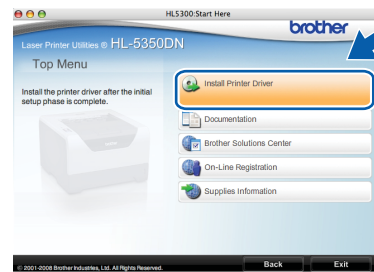 HL5300:Start Here
brother
Laser Printer Utilities ® HL-5350DN
Top Menu
Install the printer driver after the initial
setup phase is complete.
Install Printer Driver
Documentation
Brother Solutions Center
On-Line Registration
Supplies Information
© 2001-2008 Brother Industries, Ltd. All Rights Reserved.
Back
Exit